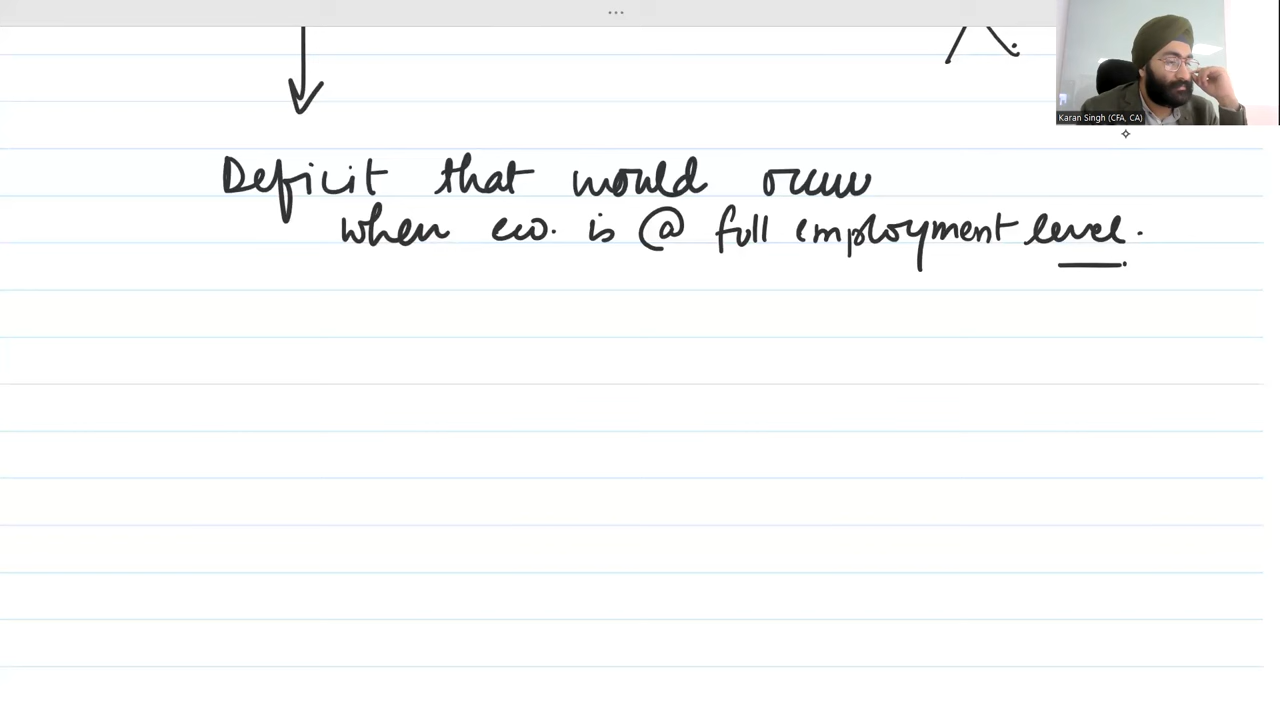 Karan Singh (CFA, CA)
Deficit that would occur
when eco. is @ full employment level.